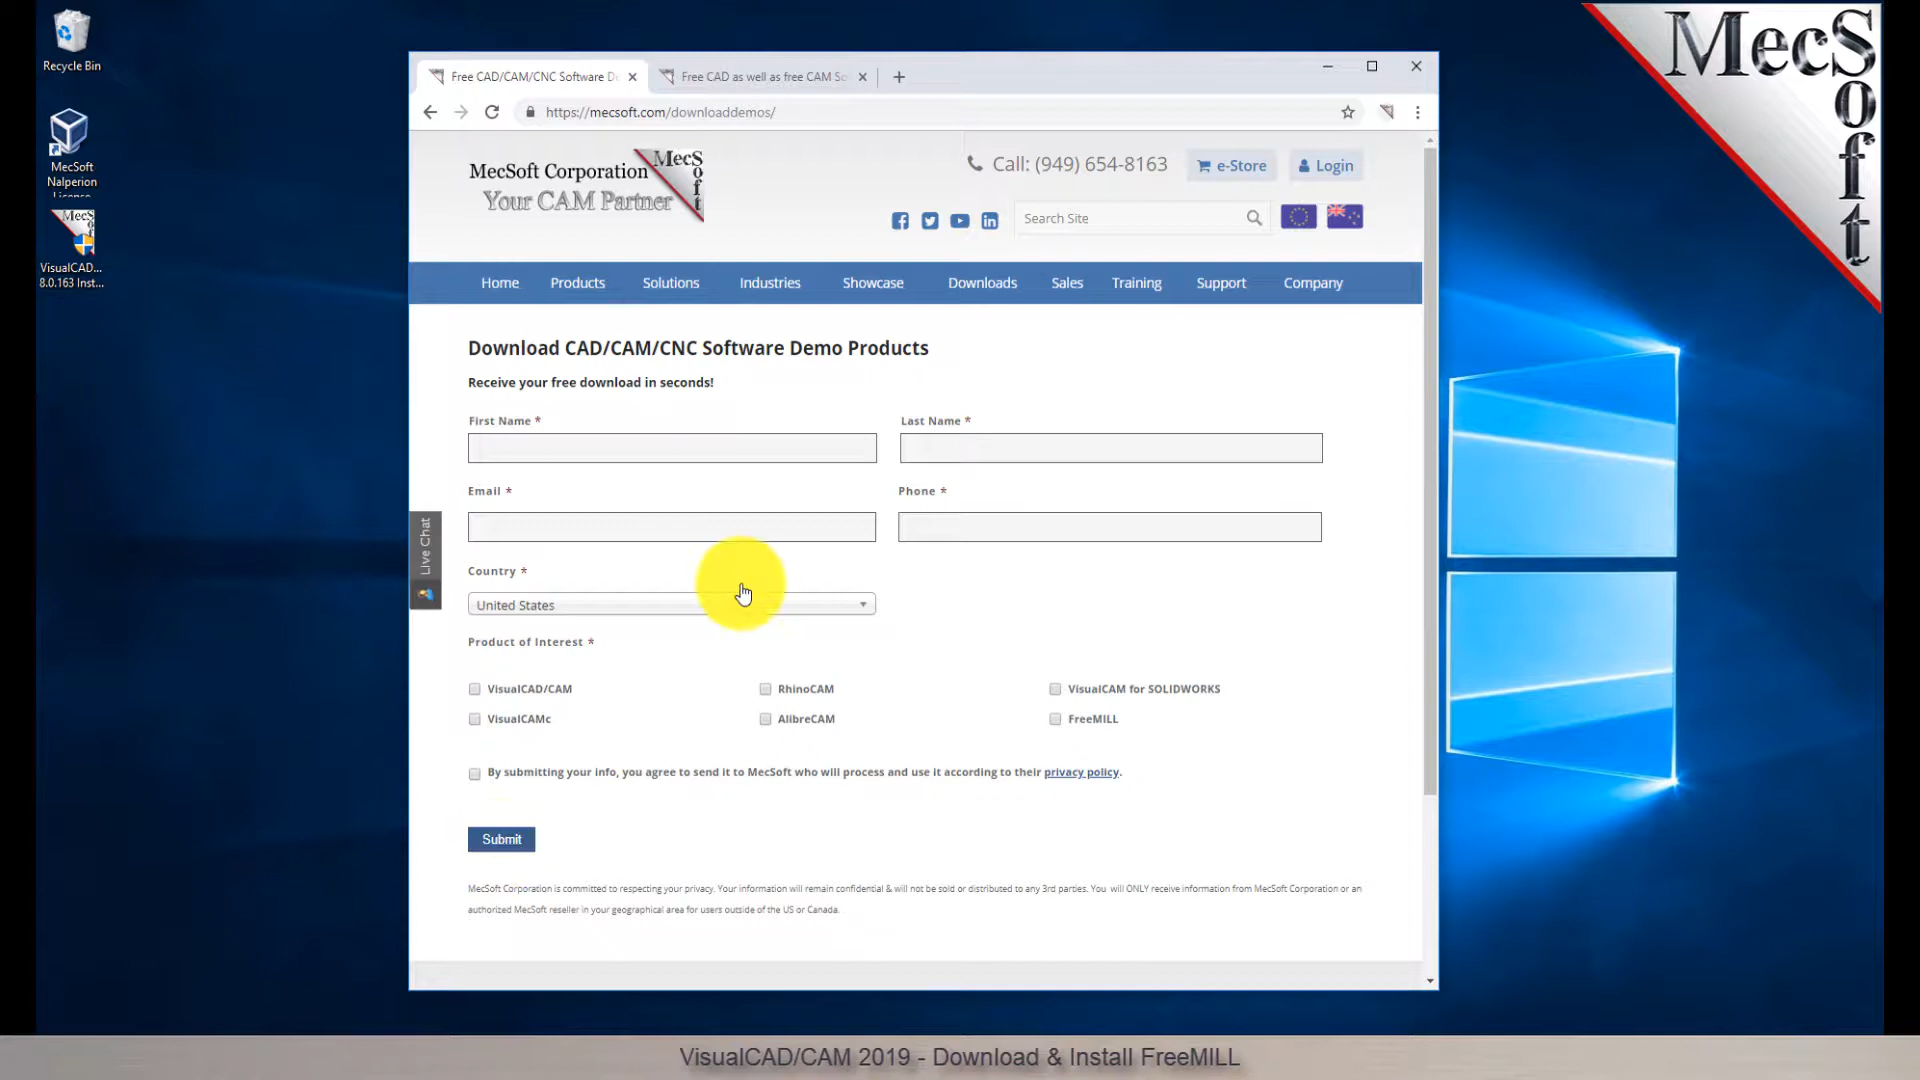 Recycle Bin
MecSoft
Nalperion
License
MecSoft
VisualCAD...
8.0.163 Inst...
Free CAD/CAM/CNC Software De
Free CAD as well as free CAM So
https://mecsoft.com/downloaddemos/
MecSoft
MecSoft Corporation
Your CAM Partner
MecSoft
Call: (949) 654-8163
e-Store
Login
Search Site
Home
Products
Solutions
Industries
Showcase
Downloads
Sales
Training
Support
Company
Download CAD/CAM/CNC Software Demo Products
Receive your free download in seconds!
First Name *
Last Name *
Email *
Phone *
Live Chat
Country *
United States
Product of Interest *
VisualCAD/CAM
RhinoCAM
VisualCAM for SOLIDWORKS
VisualCAMc
AlibreCAM
FreeMILL
By submitting your info, you agree to send it to MecSoft who will process and use it according to their privacy policy.
Submit
MecSoft Corporation is committed to respecting your privacy. Your information will remain confidential & will not be sold or distributed to any 3rd parties. You will ONLY receive information from MecSoft Corporation or an
authorized MecSoft reseller in your geographical area for users outside of the US or Canada.
VisualCAD/CAM 2019 - Download & Install FreeMILL